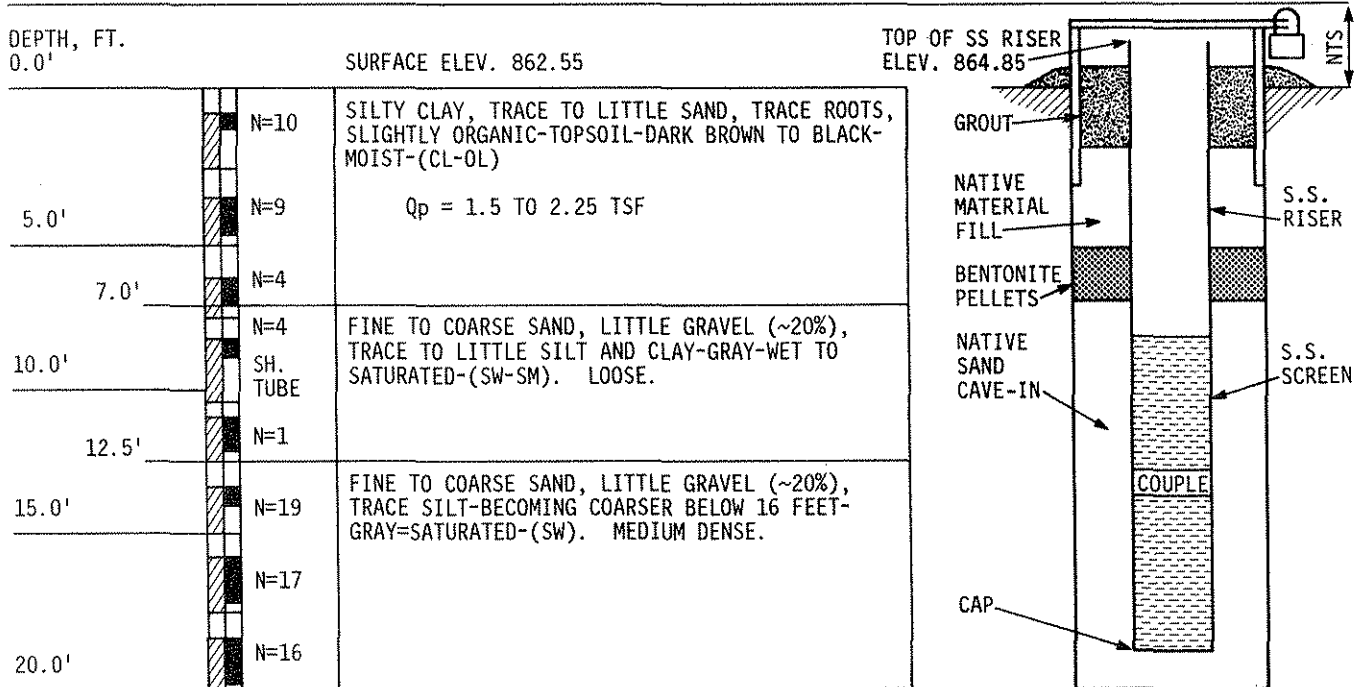 DEPTH, FT.
0.0'
SURFACE ELEV. 862.55
TOP OF SS RISER
ELEV. 864.85
NTS
N=10
SILTY CLAY, TRACE TO LITTLE SAND, TRACE ROOTS,
SLIGHTLY ORGANIC-TOPSOIL-DARK BROWN TO BLACK-
MOIST-(CL-OL)
GROUT
5.0'
N=9
Qp = 1.5 TO 2.25 TSF
NATIVE
MATERIAL
FILL
S.S.
RISER
7.0'
N=4
BENTONITE
PELLETS
N=4
FINE TO COARSE SAND, LITTLE GRAVEL (~20%),
TRACE TO LITTLE SILT AND CLAY-GRAY-WET TO
SATURATED-(SW-SM). LOOSE.
10.0'
SH.
TUBE
NATIVE
SAND
CAVE-IN
S.S.
SCREEN
12.5'
N=1
15.0'
N=19
FINE TO COARSE SAND, LITTLE GRAVEL (~20%),
TRACE SILT-BECOMING COARSER BELOW 16 FEET-
GRAY=SATURATED-(SW). MEDIUM DENSE.
COUPLE
N=17
CAP
20.0'
N=16